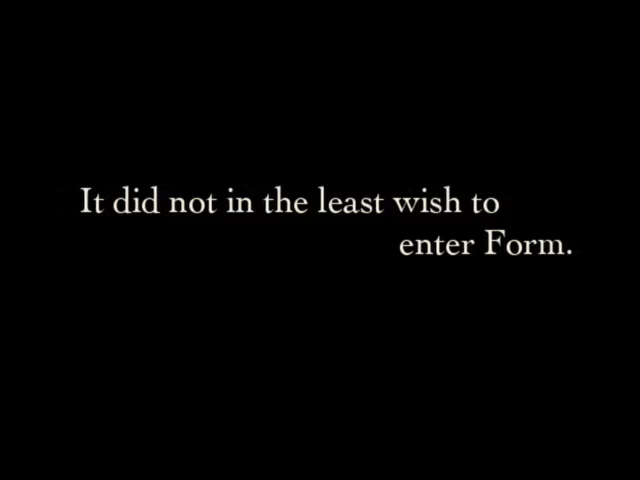 It did not in the least wish to
enter Form.